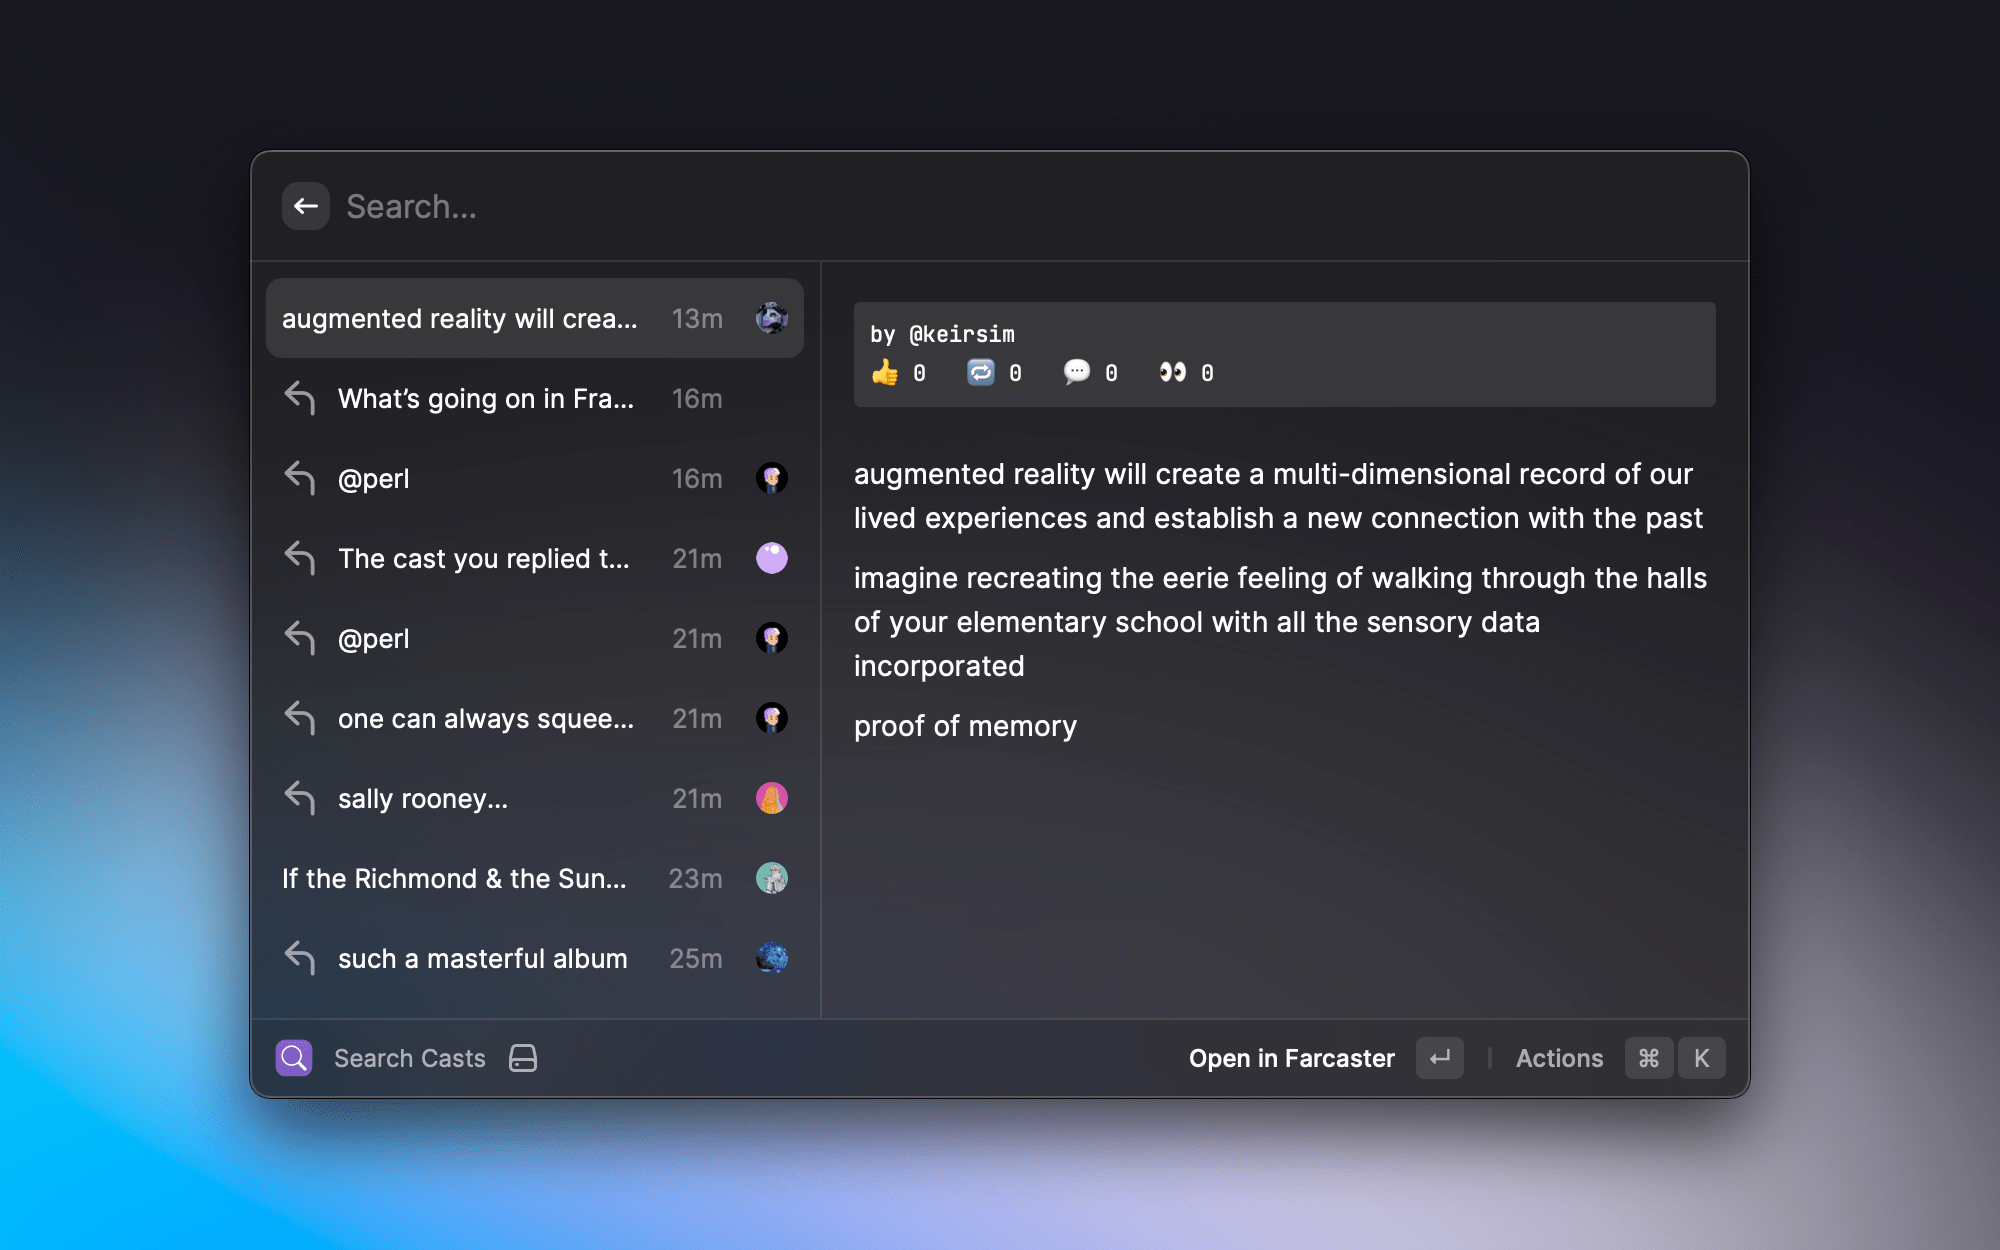 Search...
augmented reality will crea... 13m
What’s going on in Fra... 16m
@perl 16m
The cast you replied t... 21m
@perl 21m
one can always squee... 21m
sally rooney... 21m
If the Richmond & the Sun... 23m
such a masterful album 25m
by @keirsim
👍 0 🔁 0 💬 0 👀 0
augmented reality will create a multi-dimensional record of our
lived experiences and establish a new connection with the past
imagine recreating the eerie feeling of walking through the halls
of your elementary school with all the sensory data
incorporated
proof of memory
Search Casts
Open in Farcaster ↵ Actions ⌘ K